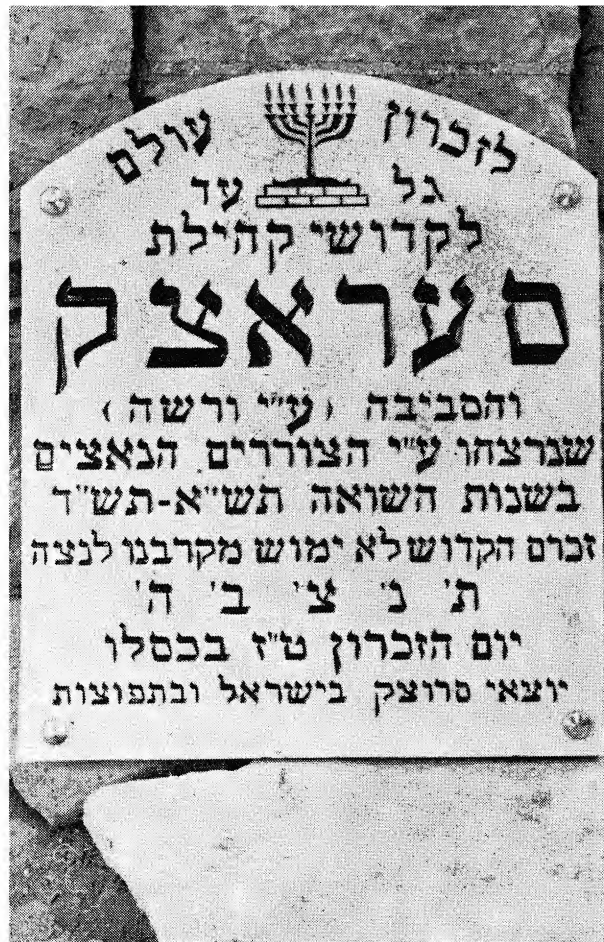 לזכרון עולם
גל עד
לקדושי קהילת
סעראצק
והסביבה (ע"י ורשה)
שנרצחו ע"י הצוררים הנאצים
בשנות השואה תש"א-תש"ד
זכרם הקדוש לא ימוש מקרבנו לנצח
ת' נ' צ' ב' ה'
יום הזכרון ט"ז בכסלו
יוצאי סרוצק בישראל ובתפוצות